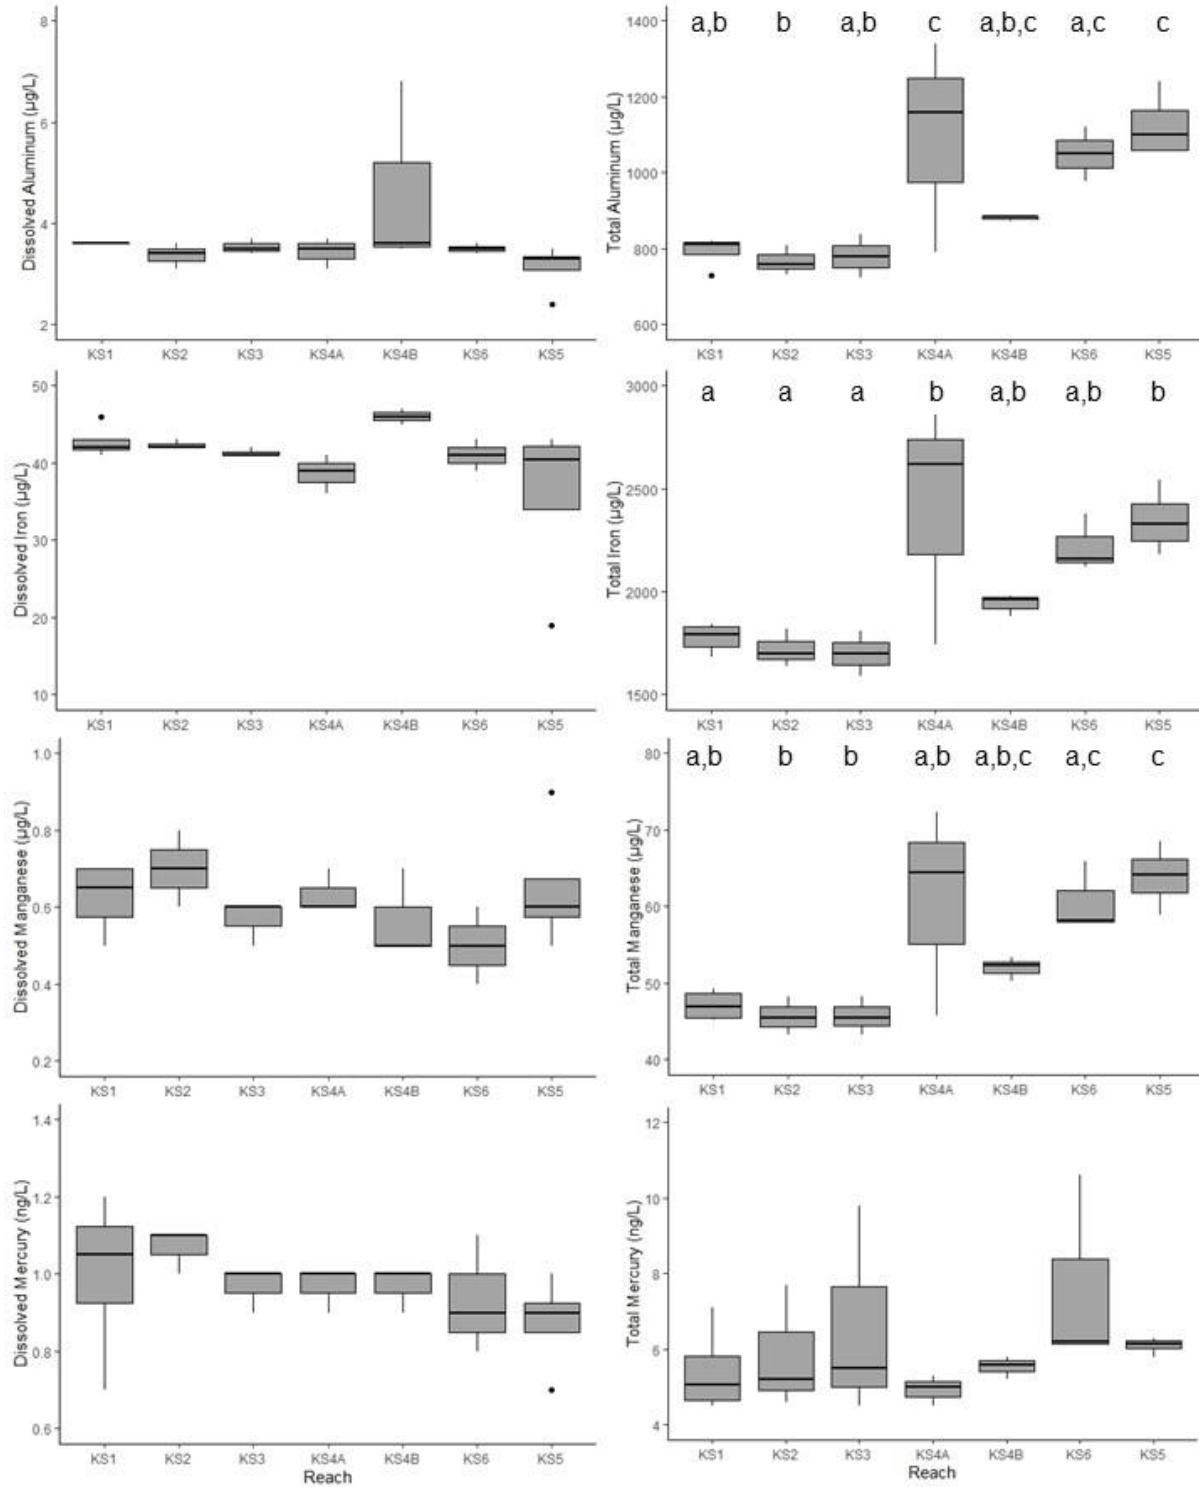 Dissolved Aluminum (µg/L)
8
6
4
2
KS1 KS2 KS3 KS4A KS4B KS6 KS5
Total Aluminum (µg/L)
1400
1200
1000
800
600
a,b b a,b c a,b,c a,c c
KS1 KS2 KS3 KS4A KS4B KS6 KS5
Dissolved Iron (µg/L)
50
40
30
20
10
KS1 KS2 KS3 KS4A KS4B KS6 KS5
Total Iron (µg/L)
3000
2500
2000
1500
a a a b a,b a,b b
KS1 KS2 KS3 KS4A KS4B KS6 KS5
Dissolved Manganese (µg/L)
1.0
0.8
0.6
0.4
0.2
KS1 KS2 KS3 KS4A KS4B KS6 KS5
Total Manganese (µg/L)
80
70
60
50
40
a,b b b a,b a,b,c a,c c
KS1 KS2 KS3 KS4A KS4B KS6 KS5
Dissolved Mercury (ng/L)
1.4
1.2
1.0
0.8
0.6
KS1 KS2 KS3 KS4A KS4B KS6 KS5
Reach
Total Mercury (ng/L)
12
10
8
6
4
KS1 KS2 KS3 KS4A KS4B KS6 KS5
Reach